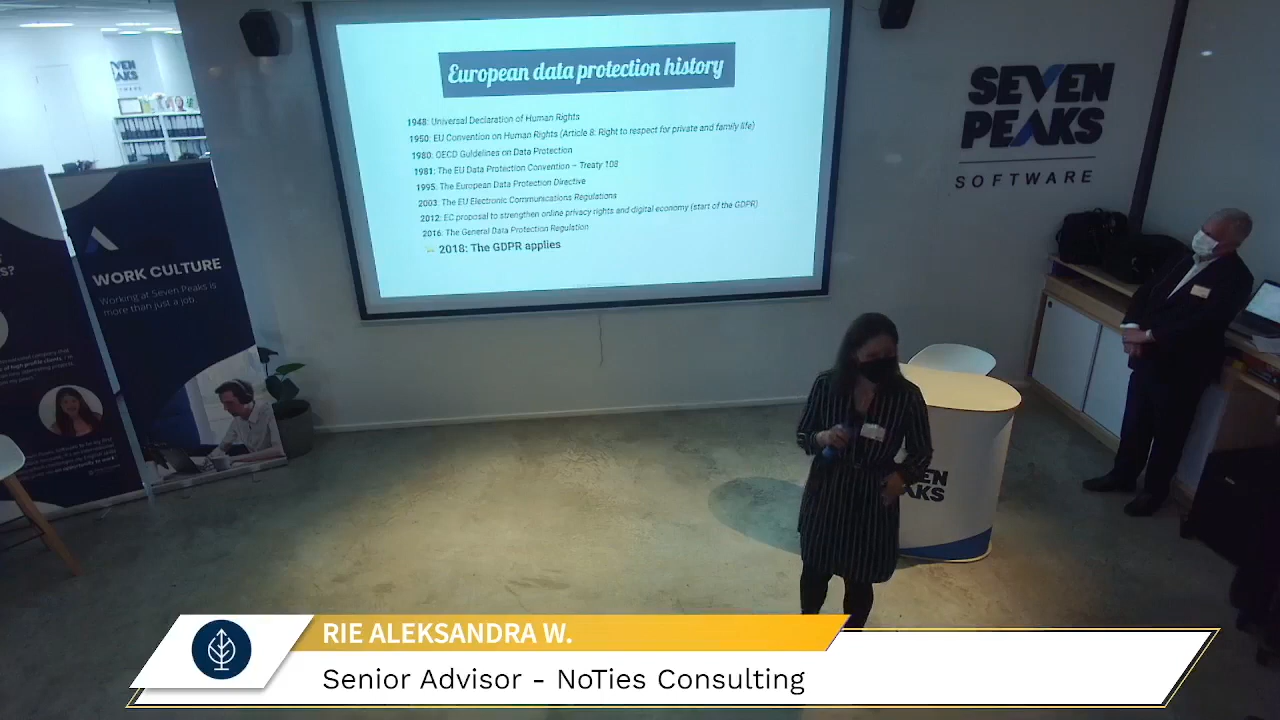 European data protection history
1948: Universal Declaration of Human Rights
1950: EU Convention on Human Rights (Article 8: Right to respect for private and family life)
1980: OECD Guidelines on Data Protection
1981: The EU Data Protection Convention – Treaty 108
1995: The European Data Protection Directive
2003: The EU Electronic Communications Regulations
2012: EC proposal to strengthen online privacy rights and digital economy (start of the GDPR)
2016: The General Data Protection Regulation
2018: The GDPR applies
SEVEN
PEAKS
SOFTWARE
WORK CULTURE
Working at Seven Peaks is
more than just a job.
RIE ALEKSANDRA W.
Senior Advisor - NoTies Consulting